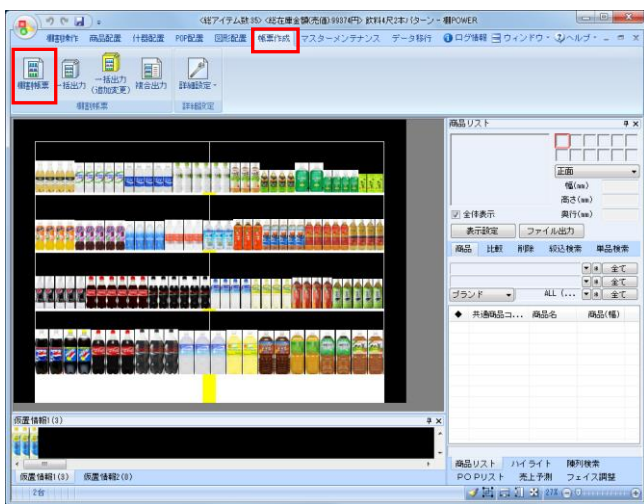 <総アイテム数:35> <総在庫金額(売価):99374円> 飲料4尺2本1パターン - 棚POWER
棚割操作 商品配置 什器配置 POP配置 図形配置 帳票作成 マスターメンテナンス データ移行 ログ情報 ウィンドウ ヘルプ
棚割帳票 一括出力 一括出力(追加変更) 複合出力 詳細設定
棚割帳票 詳細設定
商品リスト
正面
幅(mm)
高さ(mm)
全体表示 奥行(mm)
表示設定 ファイル出力
商品 比較 削除 絞込検索 単品検索
* 全て
* 全て
ブランド ALL (... * 全て
◆ 共通商品コ... 商品名 商品(幅)
仮置情報1(3)
仮置情報1(3) 仮置情報2(0)
商品リスト ハイライト 陳列検索
POPリスト 売上予測 フェイス調整
2台 27%